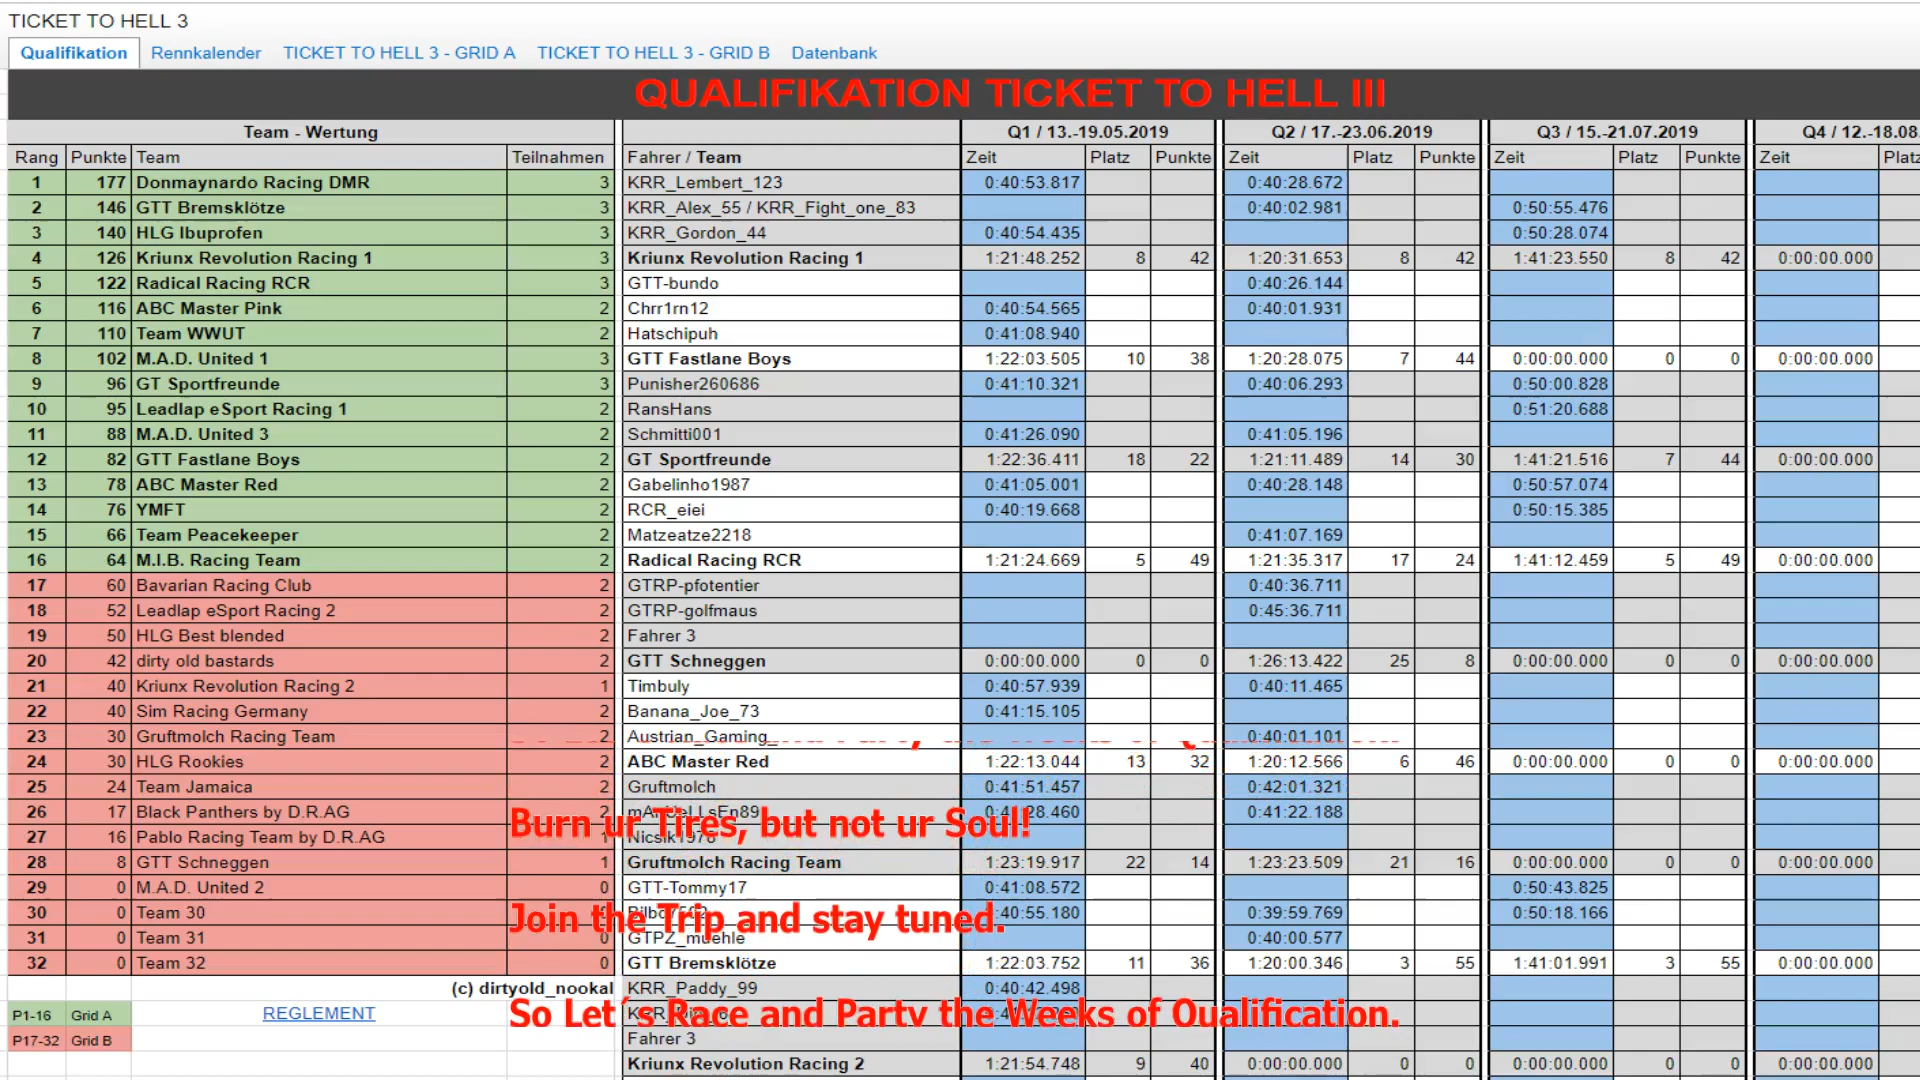 TICKET TO HELL 3
Qualifikation Rennkalender TICKET TO HELL 3 - GRID A TICKET TO HELL 3 - GRID B Datenbank
QUALIFIKATION TICKET TO HELL III
Team - Wertung Q1 / 13.-19.05.2019 Q2 / 17.-23.06.2019 Q3 / 15.-21.07.2019 Q4 / 12.-18.08.
Rang Punkte Team Teilnahmen Fahrer / Team Zeit Platz Punkte Zeit Platz Punkte Zeit Platz Punkte Zeit Platz
1 177 Donmaynardo Racing DMR 3 KRR_Lembert_123 0:40:53.817 0:40:28.672
2 146 GTT Bremsklötze 3 KRR_Alex_55 / KRR_Fight_one_83 0:40:02.981 0:50:55.476
3 140 HLG Ibuprofen 3 KRR_Gordon_44 0:40:54.435 0:50:28.074
4 126 Kriunx Revolution Racing 1 3 Kriunx Revolution Racing 1 1:21:48.252 8 42 1:20:31.653 8 42 1:41:23.550 8 42 0:00:00.000
5 122 Radical Racing RCR 3 GTT-bundo 0:40:26.144
6 116 ABC Master Pink 2 Chrr1rn12 0:40:54.565 0:40:01.931
7 110 Team WWUT 2 Hatschipuh 0:41:08.940
8 102 M.A.D. United 1 3 GTT Fastlane Boys 1:22:03.505 10 38 1:20:28.075 7 44 0:00:00.000 0 0 0:00:00.000
9 96 GT Sportfreunde 3 Punisher260686 0:41:10.321 0:40:06.293 0:50:00.828
10 95 Leadlap eSport Racing 1 2 RansHans 0:51:20.688
11 88 M.A.D. United 3 2 Schmitti001 0:41:26.090 0:41:05.196
12 82 GTT Fastlane Boys 2 GT Sportfreunde 1:22:36.411 18 22 1:21:11.489 14 30 1:41:21.516 7 44 0:00:00.000
13 78 ABC Master Red 2 Gabelinho1987 0:41:05.001 0:40:28.148 0:50:57.074
14 76 YMFT 2 RCR_eiei 0:40:19.668 0:50:15.385
15 66 Team Peacekeeper 2 Matzeatze2218 0:41:07.169
16 64 M.I.B. Racing Team 2 Radical Racing RCR 1:21:24.669 5 49 1:21:35.317 17 24 1:41:12.459 5 49 0:00:00.000
17 60 Bavarian Racing Club 2 GTRP-pfotentier 0:40:36.711
18 52 Leadlap eSport Racing 2 2 GTRP-golfmaus 0:45:36.711
19 50 HLG Best blended 2 Fahrer 3
20 42 dirty old bastards 2 GTT Schneggen 0:00:00.000 0 0 1:26:13.422 25 8 0:00:00.000 0 0 0:00:00.000
21 40 Kriunx Revolution Racing 2 1 Timbuly 0:40:57.939 0:40:11.465
22 40 Sim Racing Germany 2 Banana_Joe_73 0:41:15.105
23 30 Gruftmolch Racing Team 2 Austrian_Gaming_ 0:40:01.101
24 30 HLG Rookies 2 ABC Master Red 1:22:13.044 13 32 1:20:12.566 6 46 0:00:00.000 0 0 0:00:00.000
25 24 Team Jamaica 2 Gruftmolch 0:41:51.457 0:42:01.321
26 17 Black Panthers by D.R.AG 2 0:41:22.188
Burn ur Tires, but not ur Soul!
27 16 Pablo Racing Team by D.R.AG 1
28 8 GTT Schneggen 1 Gruftmolch Racing Team 1:23:19.917 22 14 1:23:23.509 21 16 0:00:00.000 0 0 0:00:00.000
29 0 M.A.D. United 2 0 GTT-Tommy17 0:41:08.572 0:50:43.825
30 0 Team 30 0:39:59.769 0:50:18.166
Join the Trip and stay tuned.
31 0 Team 31 0 GTPZ_muehle 0:40:00.577
32 0 Team 32 0 GTT Bremsklötze 1:22:03.752 11 36 1:20:00.346 3 55 1:41:01.991 3 55 0:00:00.000
(c) dirtyold_nookal KRR_Paddy_99 0:40:42.498
P1-16 Grid A REGLEMENT
So Let´s Race and Party the Weeks of Qualification.
P17-32 Grid B Fahrer 3
Kriunx Revolution Racing 2 1:21:54.748 9 40 0:00:00.000 0 0 0:00:00.000 0 0 0:00:00.000